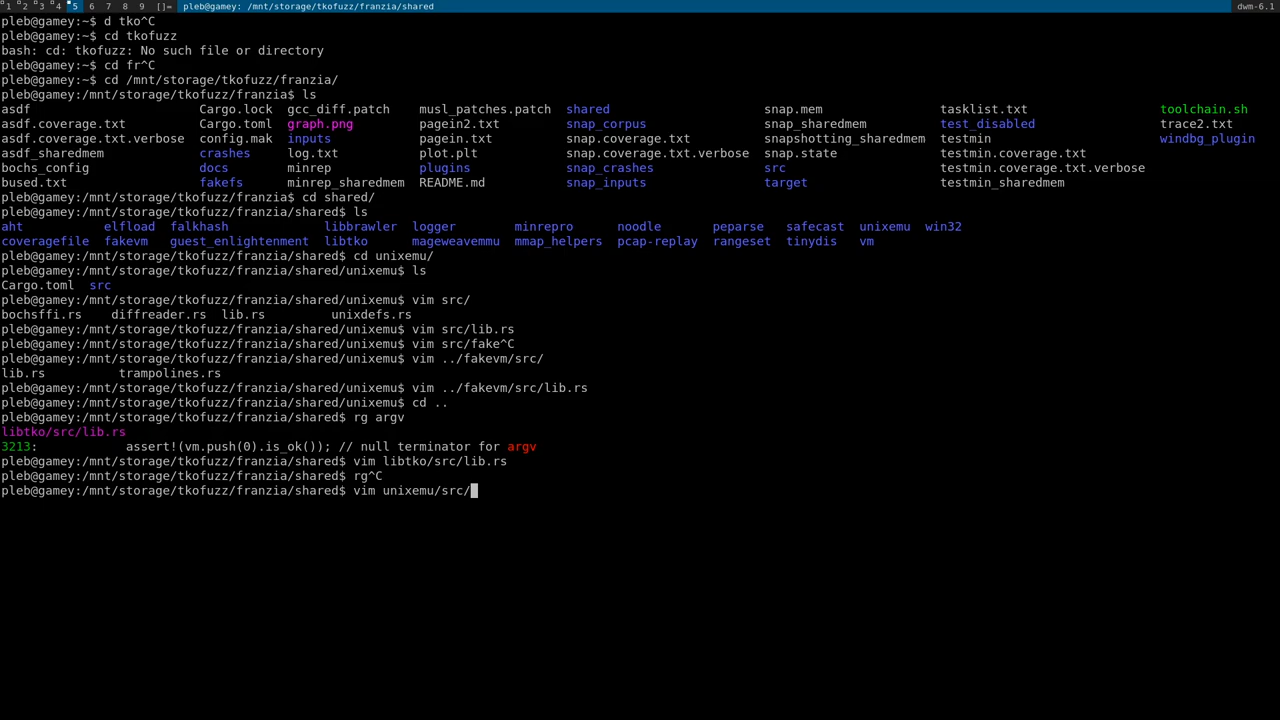 1 2 3 4 5 6 7 8 9 []= pleb@gamey: /mnt/storage/tkofuzz/franzia/shared dwm-6.1
pleb@gamey:~$ d tko^C
pleb@gamey:~$ cd tkofuzz
bash: cd: tkofuzz: No such file or directory
pleb@gamey:~$ cd fr^C
pleb@gamey:~$ cd /mnt/storage/tkofuzz/franzia/
pleb@gamey:/mnt/storage/tkofuzz/franzia$ ls
asdf Cargo.lock gcc_diff.patch musl_patches.patch shared snap.mem tasklist.txt toolchain.sh
asdf.coverage.txt Cargo.toml graph.png pagein2.txt snap_corpus snap_sharedmem test_disabled trace2.txt
asdf.coverage.txt.verbose config.mak inputs pagein.txt snap.coverage.txt snapshotting_sharedmem testmin windbg_plugin
asdf_sharedmem crashes log.txt plot.plt snap.coverage.txt.verbose snap.state testmin.coverage.txt
bochs_config docs minrep plugins snap_crashes src testmin.coverage.txt.verbose
bused.txt fakefs minrep_sharedmem README.md snap_inputs target testmin_sharedmem
pleb@gamey:/mnt/storage/tkofuzz/franzia$ cd shared/
pleb@gamey:/mnt/storage/tkofuzz/franzia/shared$ ls
aht elfload falkhash libbrawler logger minrepro noodle peparse safecast unixemu win32
coveragefile fakevm guest_enlightenment libtko mageweavemmu mmap_helpers pcap-replay rangeset tinydis vm
pleb@gamey:/mnt/storage/tkofuzz/franzia/shared$ cd unixemu/
pleb@gamey:/mnt/storage/tkofuzz/franzia/shared/unixemu$ ls
Cargo.toml src
pleb@gamey:/mnt/storage/tkofuzz/franzia/shared/unixemu$ vim src/
bochsffi.rs diffreader.rs lib.rs unixdefs.rs
pleb@gamey:/mnt/storage/tkofuzz/franzia/shared/unixemu$ vim src/lib.rs
pleb@gamey:/mnt/storage/tkofuzz/franzia/shared/unixemu$ vim src/fake^C
pleb@gamey:/mnt/storage/tkofuzz/franzia/shared/unixemu$ vim ../fakevm/src/
lib.rs trampolines.rs
pleb@gamey:/mnt/storage/tkofuzz/franzia/shared/unixemu$ vim ../fakevm/src/lib.rs
pleb@gamey:/mnt/storage/tkofuzz/franzia/shared/unixemu$ cd ..
pleb@gamey:/mnt/storage/tkofuzz/franzia/shared$ rg argv
libtko/src/lib.rs
3213: assert!(vm.push(0).is_ok()); // null terminator for argv
pleb@gamey:/mnt/storage/tkofuzz/franzia/shared$ vim libtko/src/lib.rs
pleb@gamey:/mnt/storage/tkofuzz/franzia/shared$ rg^C
pleb@gamey:/mnt/storage/tkofuzz/franzia/shared$ vim unixemu/src/